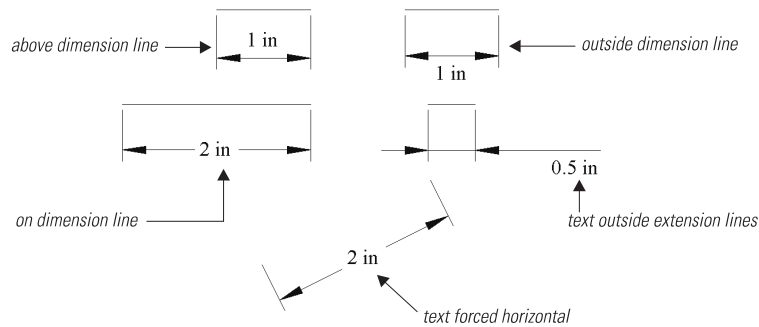 above dimension line
1 in
1 in
outside dimension line
2 in
0.5 in
on dimension line
text outside extension lines
2 in
text forced horizontal